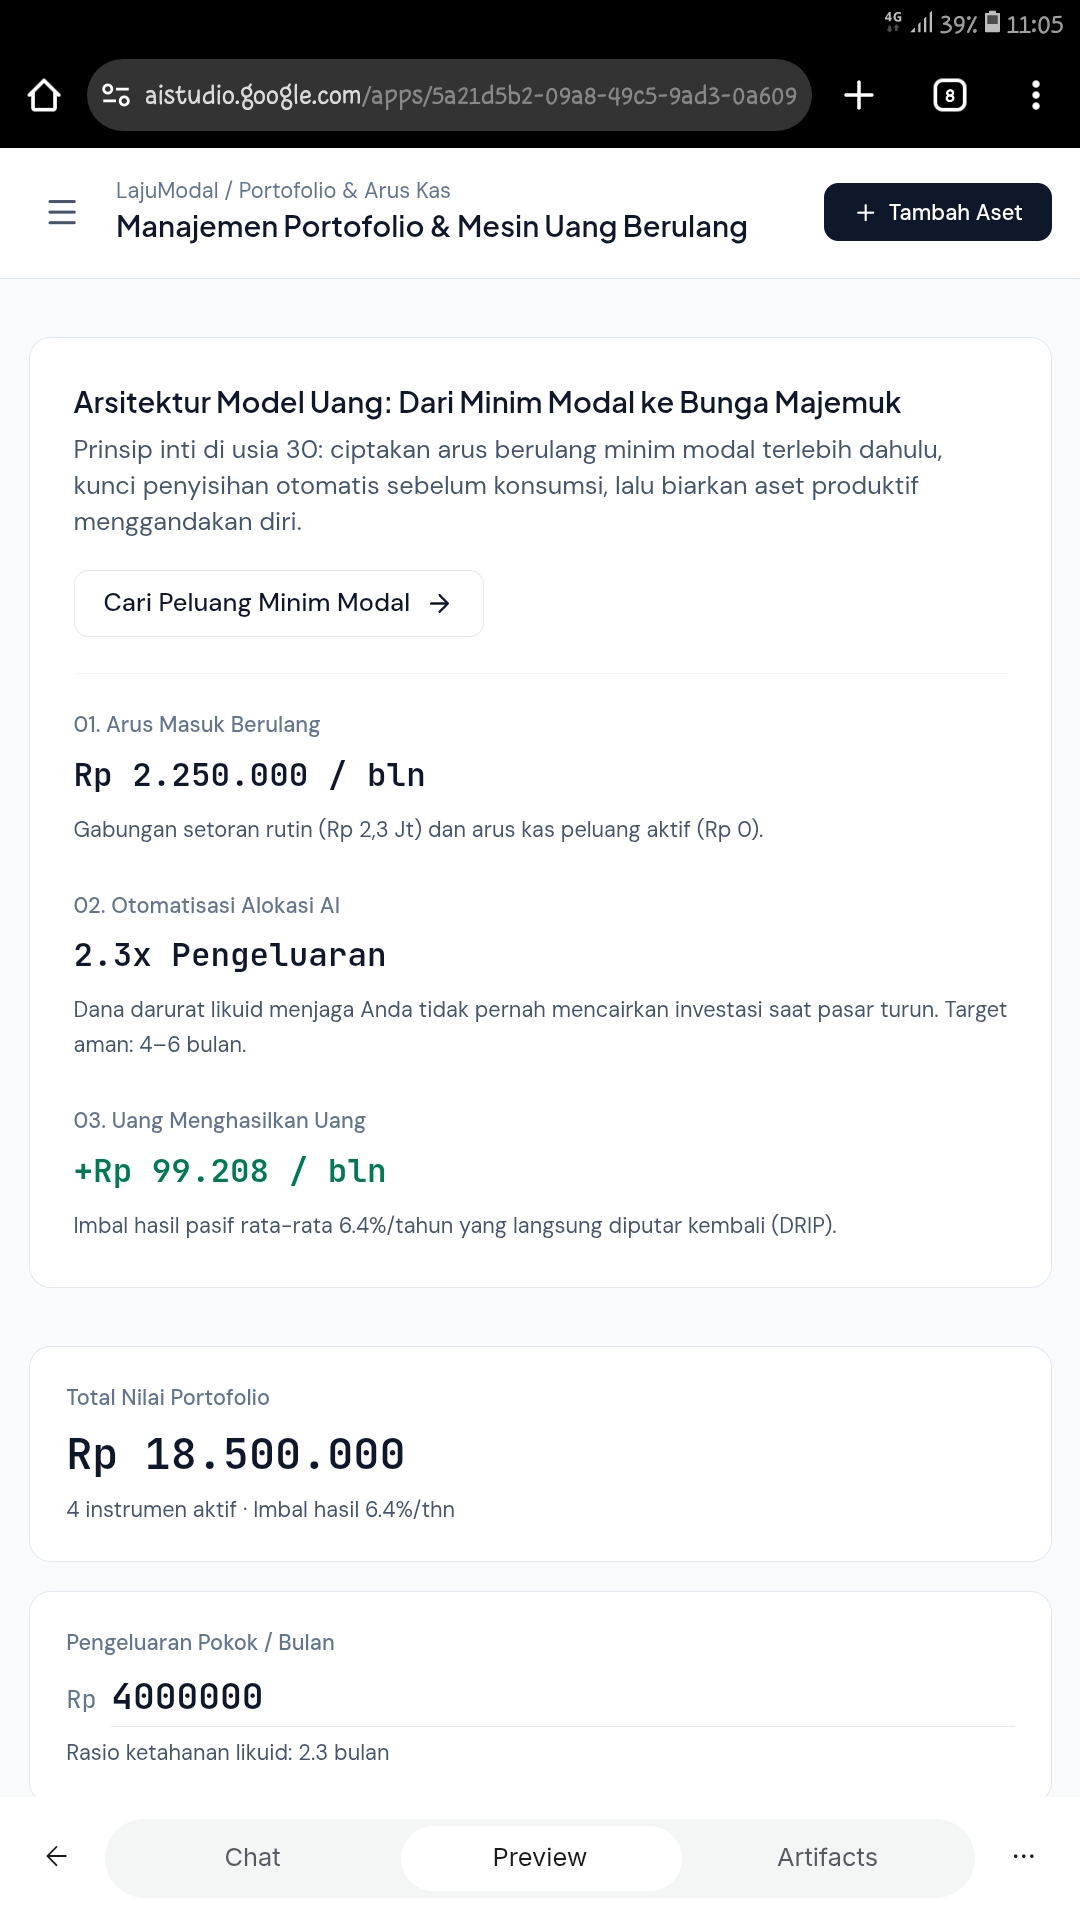 4G 39% 11:05
aistudio.google.com/apps/5a21d5b2-09a8-49c5-9ad3-0a609
8
LajuModal / Portofolio & Arus Kas
Manajemen Portofolio & Mesin Uang Berulang
+ Tambah Aset
Arsitektur Model Uang: Dari Minim Modal ke Bunga Majemuk
Prinsip inti di usia 30: ciptakan arus berulang minim modal terlebih dahulu,
kunci penyisihan otomatis sebelum konsumsi, lalu biarkan aset produktif
menggandakan diri.
Cari Peluang Minim Modal →
01. Arus Masuk Berulang
Rp 2.250.000 / bln
Gabungan setoran rutin (Rp 2,3 Jt) dan arus kas peluang aktif (Rp 0).
02. Otomatisasi Alokasi AI
2.3x Pengeluaran
Dana darurat likuid menjaga Anda tidak pernah mencairkan investasi saat pasar turun. Target
aman: 4–6 bulan.
03. Uang Menghasilkan Uang
+Rp 99.208 / bln
Imbal hasil pasif rata-rata 6.4%/tahun yang langsung diputar kembali (DRIP).
Total Nilai Portofolio
Rp 18.500.000
4 instrumen aktif · Imbal hasil 6.4%/thn
Pengeluaran Pokok / Bulan
Rp 4000000
Rasio ketahanan likuid: 2.3 bulan
Chat Preview Artifacts